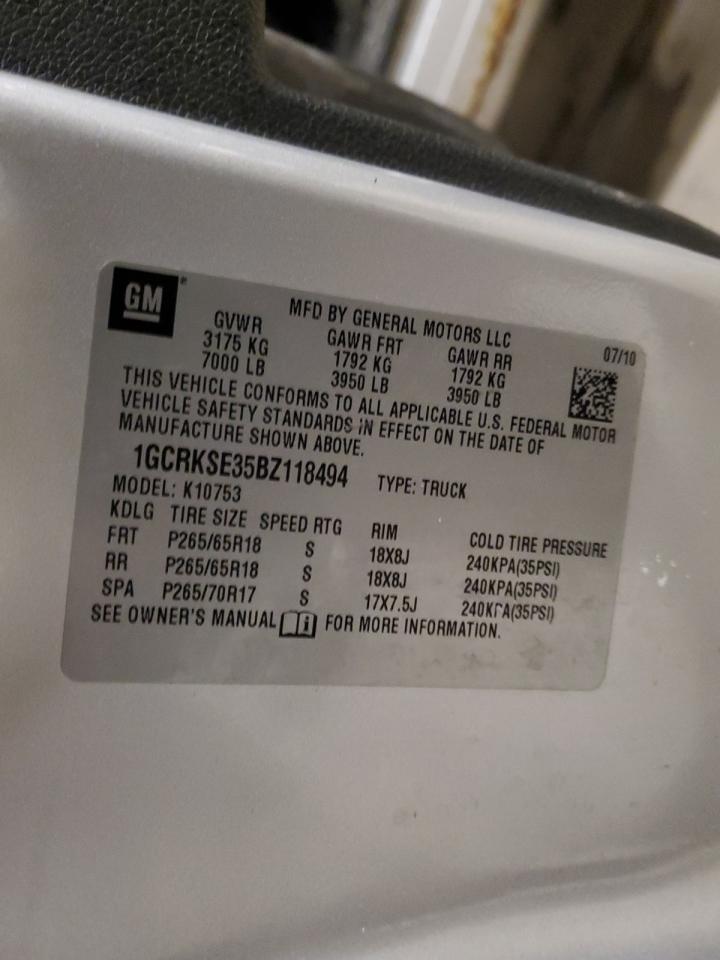 GM
MFD BY GENERAL MOTORS LLC
07/10
GVWR GAWR FRT GAWR RR
3175 KG 1792 KG 1792 KG
7000 LB 3950 LB 3950 LB
THIS VEHICLE CONFORMS TO ALL APPLICABLE U.S. FEDERAL MOTOR
VEHICLE SAFETY STANDARDS IN EFFECT ON THE DATE OF
MANUFACTURE SHOWN ABOVE.
1GCRKSE35BZ118494 TYPE: TRUCK
MODEL: K10753
KDLG TIRE SIZE SPEED RTG RIM COLD TIRE PRESSURE
FRT P265/65R18 S 18X8J 240KPA(35PSI)
RR P265/65R18 S 18X8J 240KPA(35PSI)
SPA P265/70R17 S 17X7.5J 240KPA(35PSI)
SEE OWNER'S MANUAL i FOR MORE INFORMATION.